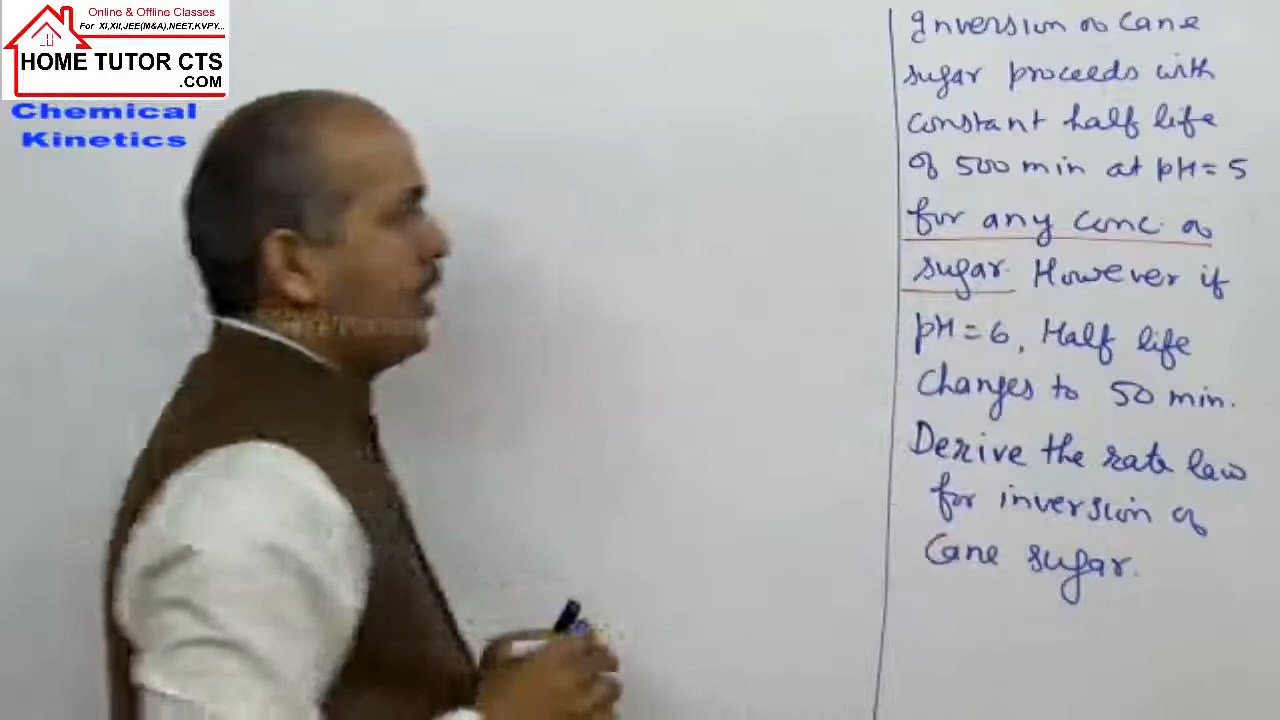 Online & Offline Classes
For XI,XII,JEE(M&A),NEET,KVPY...
HOME TUTOR CTS
.COM
Chemical
Kinetics
Inversion of Cane
sugar proceeds with
constant half life
of 500 min at pH = 5
for any conc. of
sugar. However if
pH = 6, Half life
changes to 50 min.
Derive the rate law
for inversion of
Cane sugar.